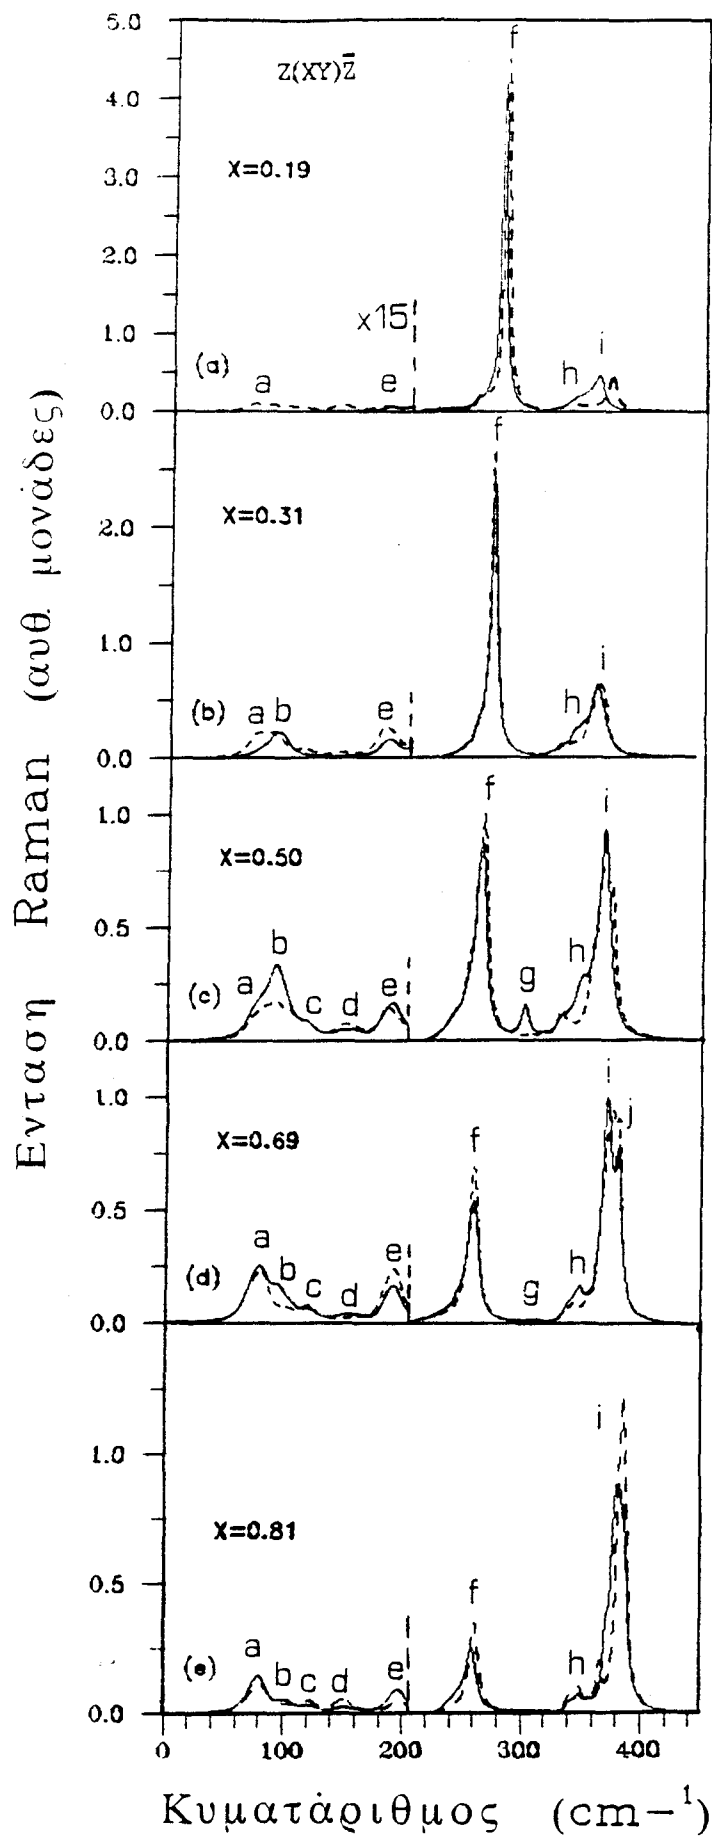 5.0
f
Z(XY)Z̄
4.0
X=0.19
3.0
2.0
x15
1.0
i
(a)
a
e
h
0.0
f
X=0.31
2.0
1.0
i
(b)
a b
e
h
0.0
f
i
1.0
X=0.50
0.5
b
a
c
d
e
g
h
(c)
0.0
i
j
1.0
X=0.69
f
0.5
a
b
c
d
e
g
h
(d)
0.0
i
1.0
X=0.81
0.5
f
a
b
c
d
e
h
(e)
0.0
0 100 200 300 400
Κυματάριθμος (cm−1)
Ενταση Raman (αυθ. μονάδες)